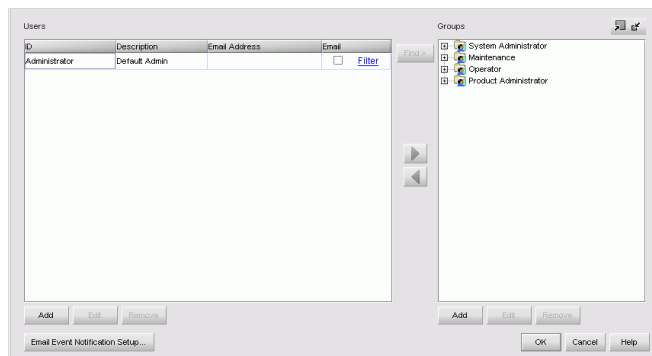 Users
Groups
ID Description Email Address Email
Administrator Default Admin Filter
Find >
System Administrator
Maintenance
Operator
Product Administrator
Add Edit Remove
Add Edit Remove
Email Event Notification Setup...
OK Cancel Help